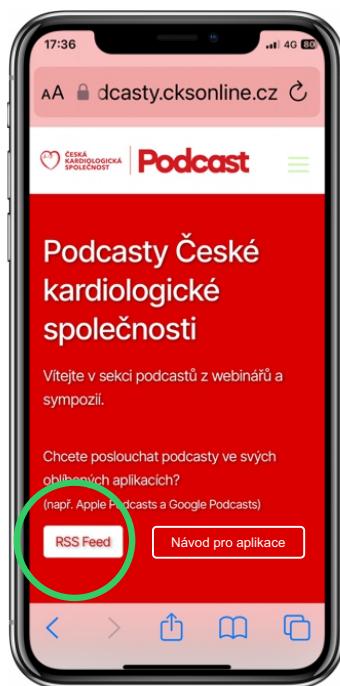 17:36
4G 80
AA dcasty.cksonline.cz
ČESKÁ
KARDIOLOGICKÁ
SPOLEČNOST
Podcast
Podcasty České
kardiologické
společnosti
Vítejte v sekci podcastů z webinářů a
sympozií.
Chcete poslouchat podcasty ve svých
oblíbených aplikacích?
(např. Apple Podcasts a Google Podcasts)
RSS Feed
Návod pro aplikace